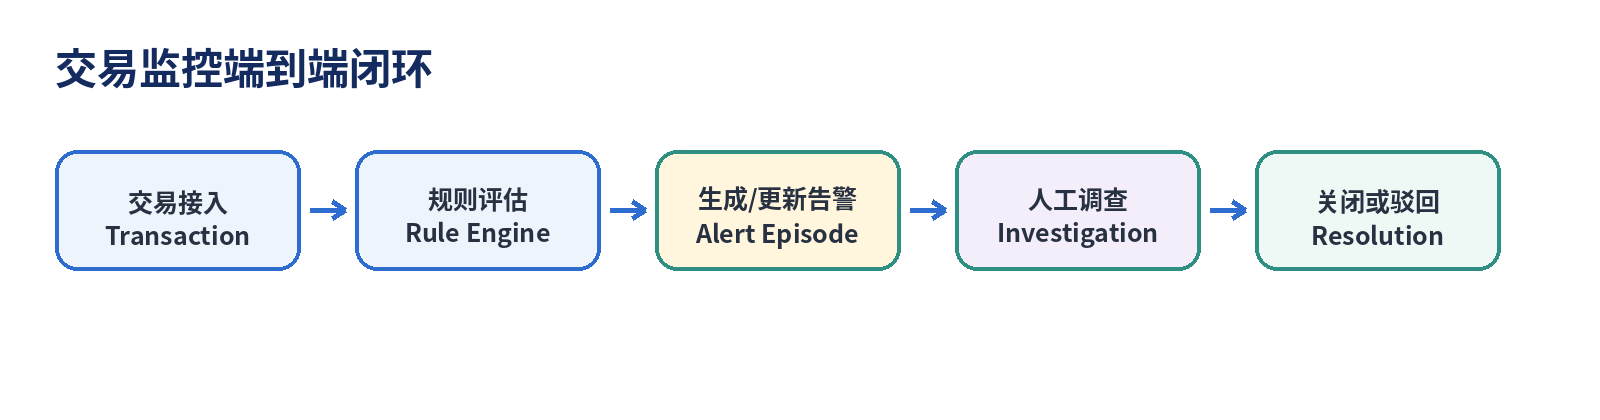 交易监控端到端闭环
交易接入
Transaction
规则评估
Rule Engine
生成/更新告警
Alert Episode
人工调查
Investigation
关闭或驳回
Resolution